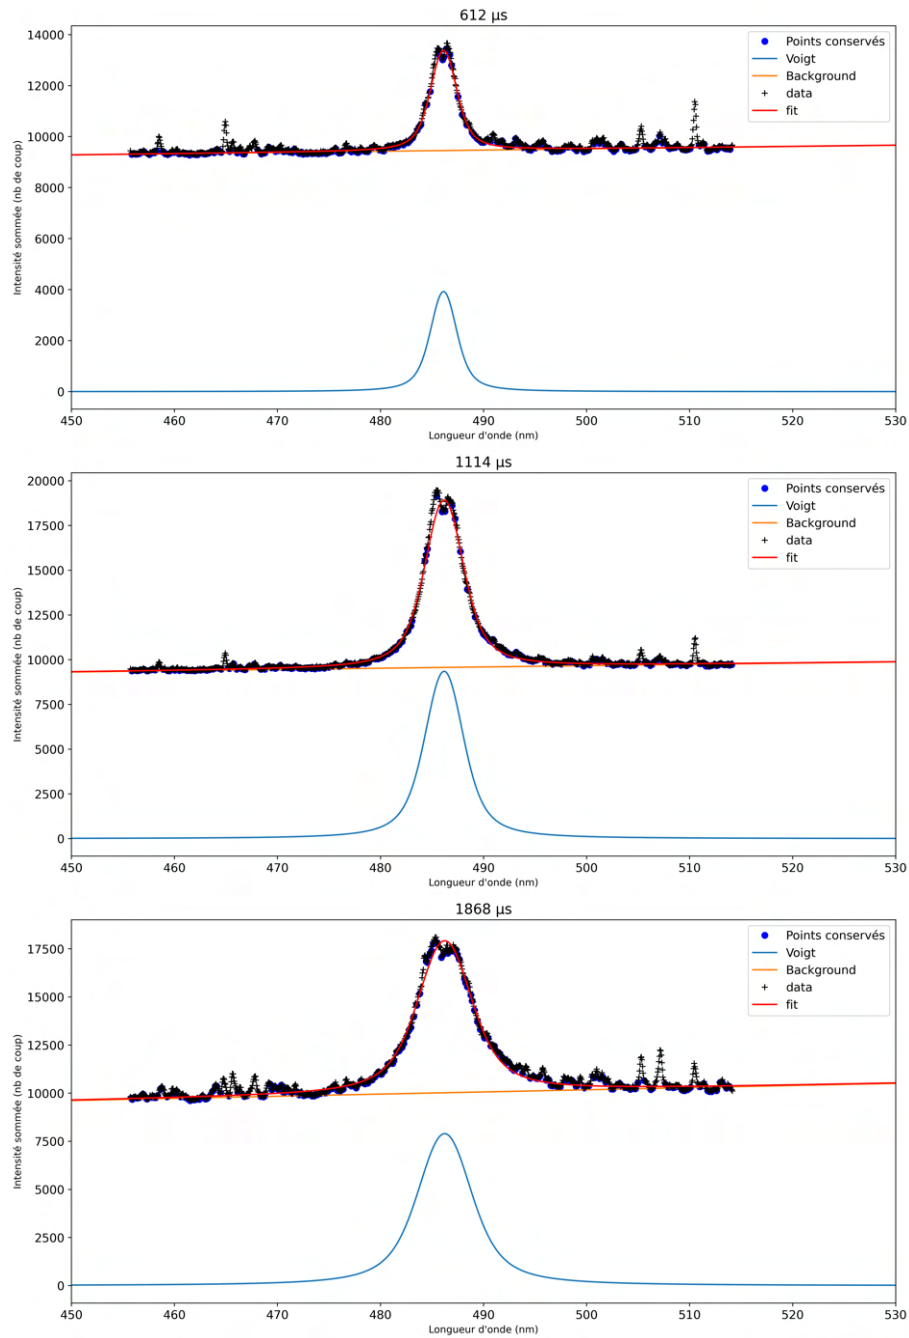 612 µs
14000
12000
10000
8000
6000
4000
2000
0
Intensité sommée (nb de coup)
Points conservés
Voigt
Background
data
fit
450 460 470 480 490 500 510 520 530
Longueur d'onde (nm)
1114 µs
20000
17500
15000
12500
10000
7500
5000
2500
0
Intensité sommée (nb de coup)
Points conservés
Voigt
Background
data
fit
450 460 470 480 490 500 510 520 530
Longueur d'onde (nm)
1868 µs
17500
15000
12500
10000
7500
5000
2500
0
Intensité sommée (nb de coup)
Points conservés
Voigt
Background
data
fit
450 460 470 480 490 500 510 520 530
Longueur d'onde (nm)